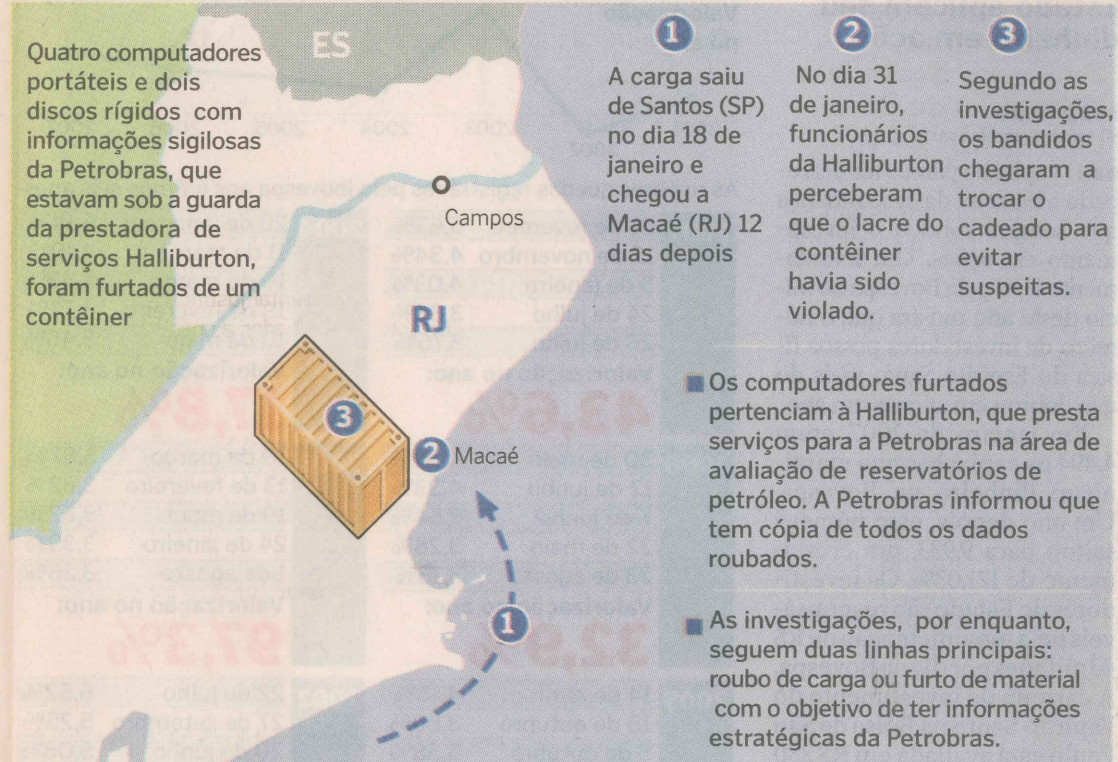 Quatro computadores
portáteis e dois
discos rígidos com
informações sigilosas
da Petrobras, que
estavam sob a guarda
da prestadora de
serviços Halliburton,
foram furtados de um
contêiner
ES
Campos
RJ
3
2 Macaé
1
1
A carga saiu
de Santos (SP)
no dia 18 de
janeiro e
chegou a
Macaé (RJ) 12
dias depois
2
No dia 31
de janeiro,
funcionários
da Halliburton
perceberam
que o lacre do
contêiner
havia sido
violado.
3
Segundo as
investigações,
os bandidos
chegaram a
trocar o
cadeado para
evitar
suspeitas.
Os computadores furtados
pertenciam à Halliburton, que presta
serviços para a Petrobras na área de
avaliação de reservatórios de
petróleo. A Petrobras informou que
tem cópia de todos os dados
roubados.
As investigações, por enquanto,
seguem duas linhas principais:
roubo de carga ou furto de material
com o objetivo de ter informações
estratégicas da Petrobras.